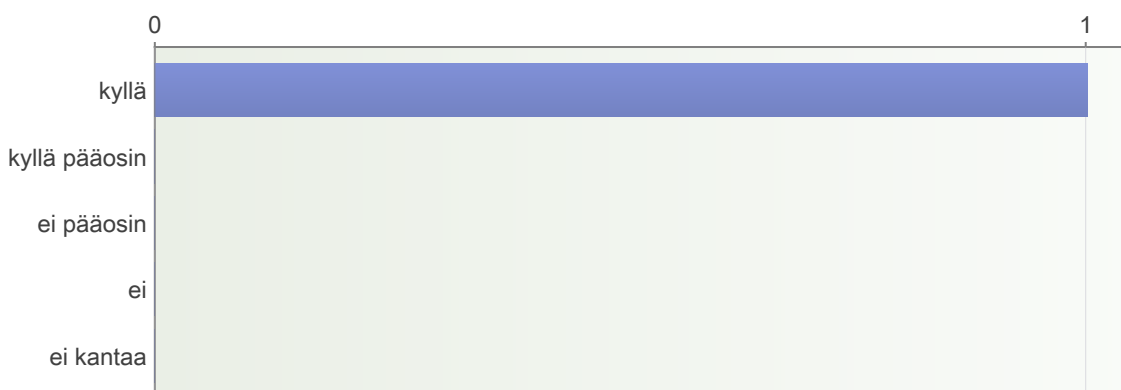 0 1
kyllä
kyllä pääosin
ei pääosin
ei
ei kantaa